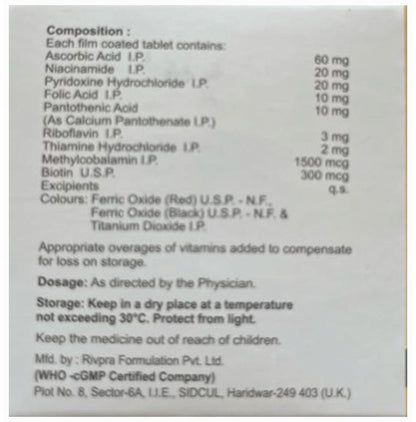 Composition :
Each film coated tablet contains:
Ascorbic Acid I.P. 60 mg
Niacinamide I.P. 20 mg
Pyridoxine Hydrochloride I.P. 20 mg
Folic Acid I.P. 10 mg
Pantothenic Acid 10 mg
(As Calcium Pantothenate I.P.)
Riboflavin I.P. 3 mg
Thiamine Hydrochloride I.P. 2 mg
Methylcobalamin I.P. 1500 mcg
Biotin U.S.P. 300 mcg
Excipients q.s.
Colours: Ferric Oxide (Red) U.S.P. - N.F.,
Ferric Oxide (Black) U.S.P. - N.F. &
Titanium Dioxide I.P.
Appropriate overages of vitamins added to compensate
for loss on storage.
Dosage: As directed by the Physician.
Storage: Keep in a dry place at a temperature
not exceeding 30°C. Protect from light.
Keep the medicine out of reach of children.
Mfd. by : Rivpra Formulation Pvt. Ltd.
(WHO -cGMP Certified Company)
Plot No. 8, Sector-6A, I.I.E., SIDCUL, Haridwar-249 403 (U.K.)